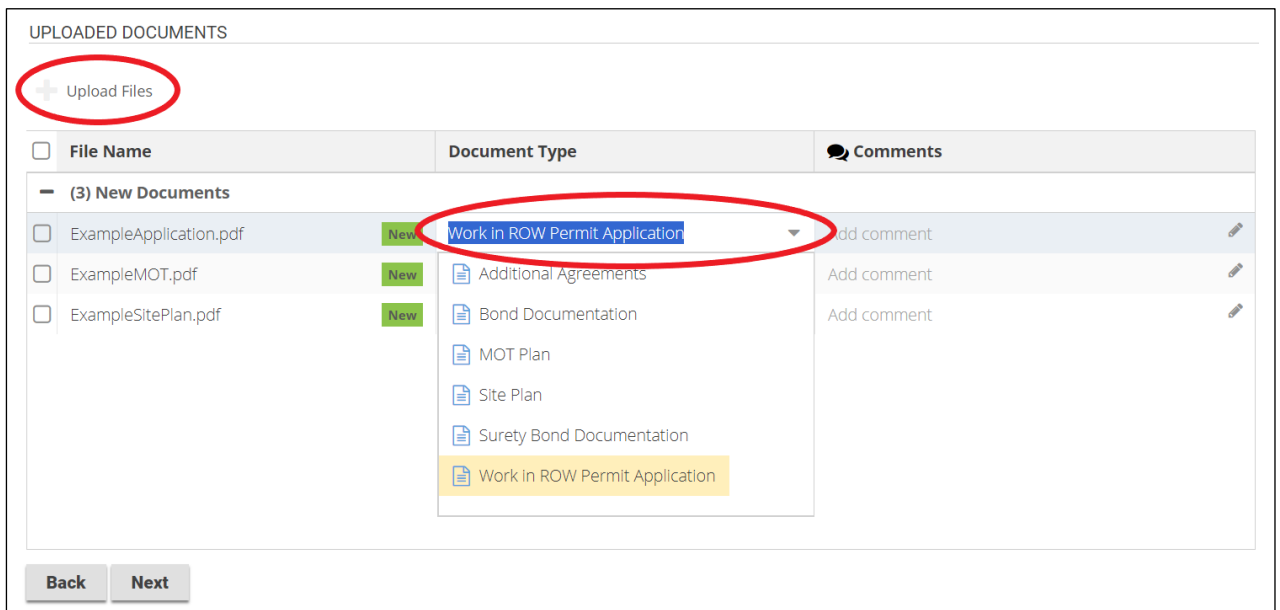 UPLOADED DOCUMENTS
Upload Files
File Name Document Type Comments
(3) New Documents
ExampleApplication.pdf New Work in ROW Permit Application Add comment
ExampleMOT.pdf New Additional Agreements Add comment
ExampleSitePlan.pdf New Bond Documentation Add comment
MOT Plan
Site Plan
Surety Bond Documentation
Work in ROW Permit Application
Back Next